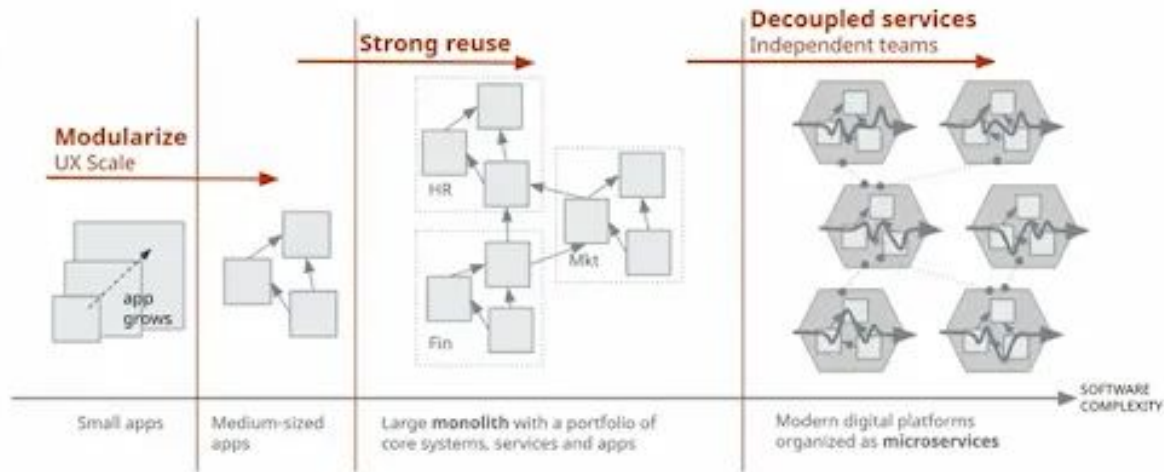 Decoupled services
Independent teams
Strong reuse
Modularize
UX Scale
HR
Mkt
app
grows
Fin
SOFTWARE
COMPLEXITY
Small apps
Medium-sized
apps
Large monolith with a portfolio of
core systems, services and apps
Modern digital platforms
organized as microservices